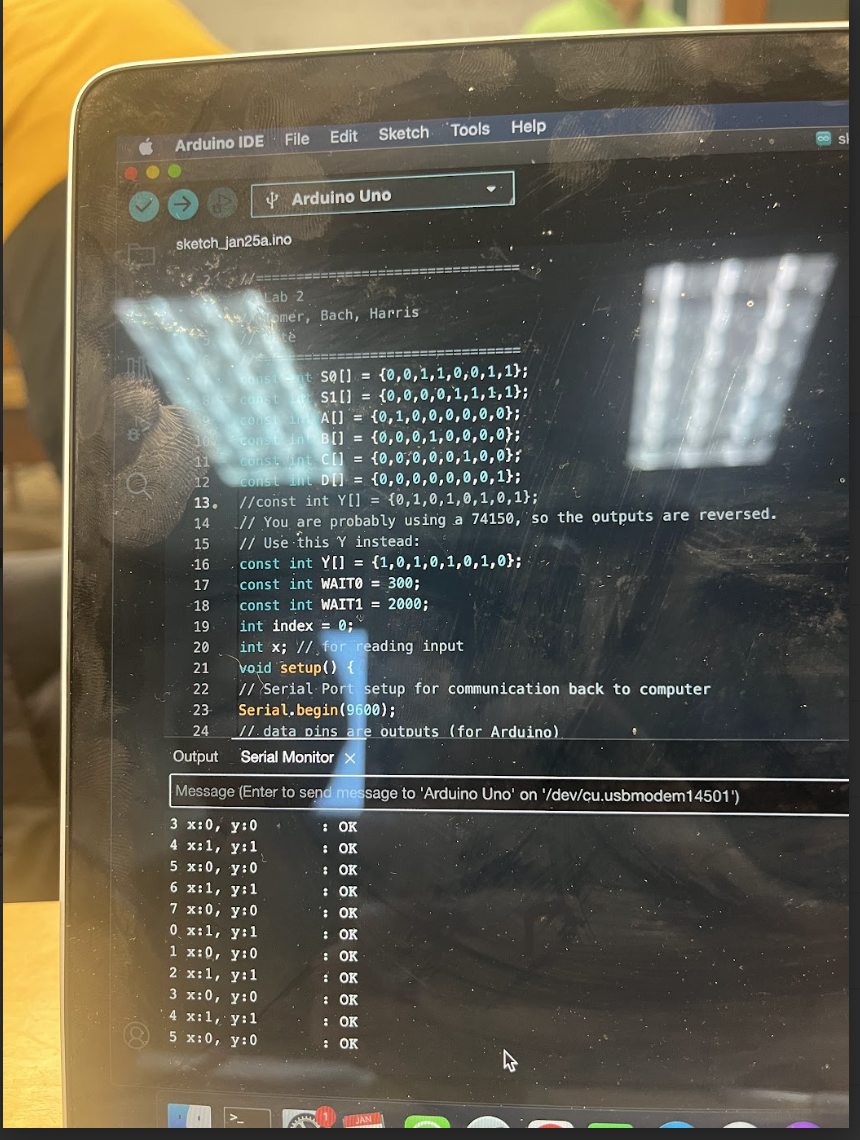 Arduino IDE File Edit Sketch Tools Help
Arduino Uno
sketch_jan25a.ino
2 //================================
Lab 2
Bach, Harris
================================
const int S0[] = {0,0,1,1,0,0,1,1};
8 const int S1[] = {0,0,0,0,1,1,1,1};
9 const int A[] = {0,1,0,0,0,0,0,0};
10 const int B[] = {0,0,0,1,0,0,0,0};
11 const int C[] = {0,0,0,0,0,1,0,0};
12 const int D[] = {0,0,0,0,0,0,0,1};
13 //const int Y[] = {0,1,0,1,0,1,0,1};
14 // You are probably using a 74150, so the outputs are reversed.
15 // Use this Y instead:
16 const int Y[] = {1,0,1,0,1,0,1,0};
17 const int WAIT0 = 300;
18 const int WAIT1 = 2000;
19 int index = 0;
20 int x; // for reading input
21 void setup() {
22 // Serial Port setup for communication back to computer
23 Serial.begin(9600);
24 // data pins are outputs (for Arduino)
Output Serial Monitor ×
Message (Enter to send message to 'Arduino Uno' on '/dev/cu.usbmodem14501')
3 x:0, y:0 : OK
4 x:1, y:1 : OK
5 x:0, y:0 : OK
6 x:1, y:1 : OK
7 x:0, y:0 : OK
0 x:1, y:1 : OK
1 x:0, y:0 : OK
2 x:1, y:1 : OK
3 x:0, y:0 : OK
4 x:1, y:1 : OK
5 x:0, y:0 : OK
>_ 1 JAN